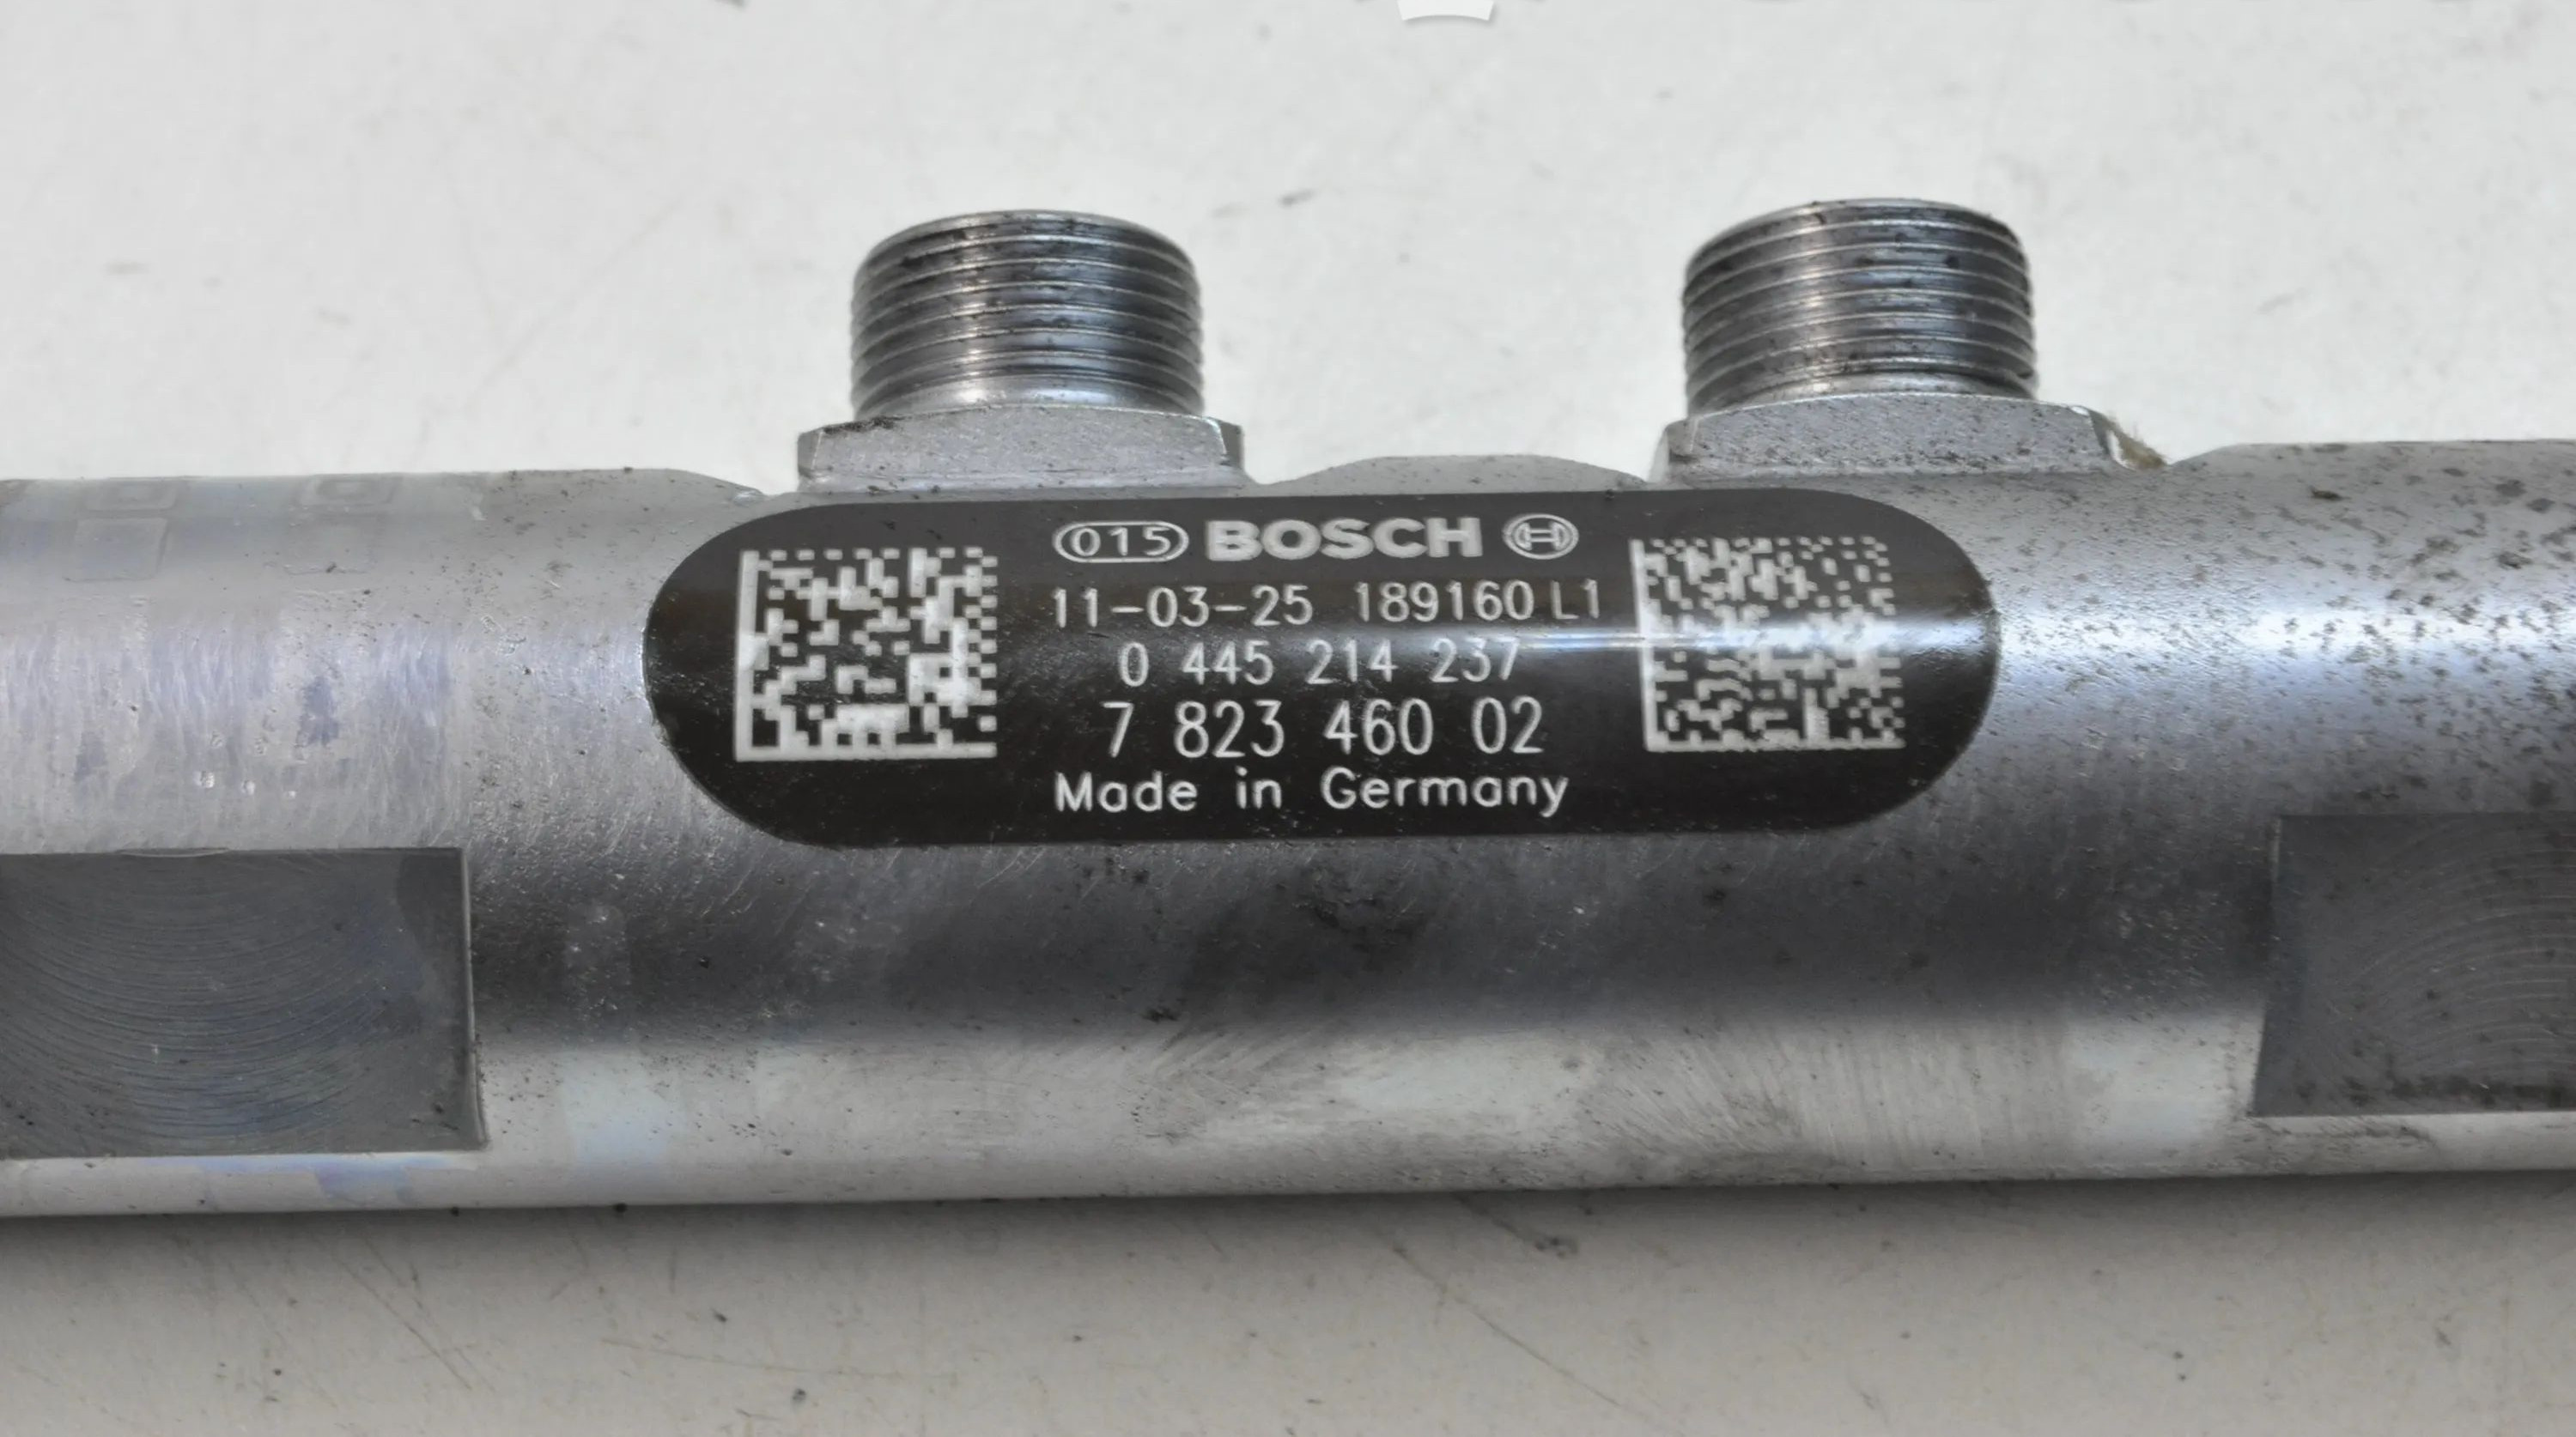 015 BOSCH
11-03-25 189160 L1
0 445 214 237
7 823 460 02
Made in Germany